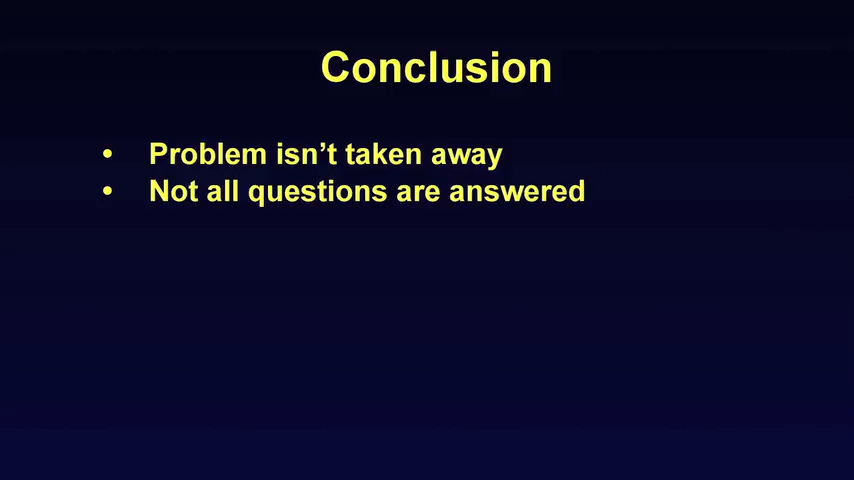 Conclusion
• Problem isn’t taken away
• Not all questions are answered